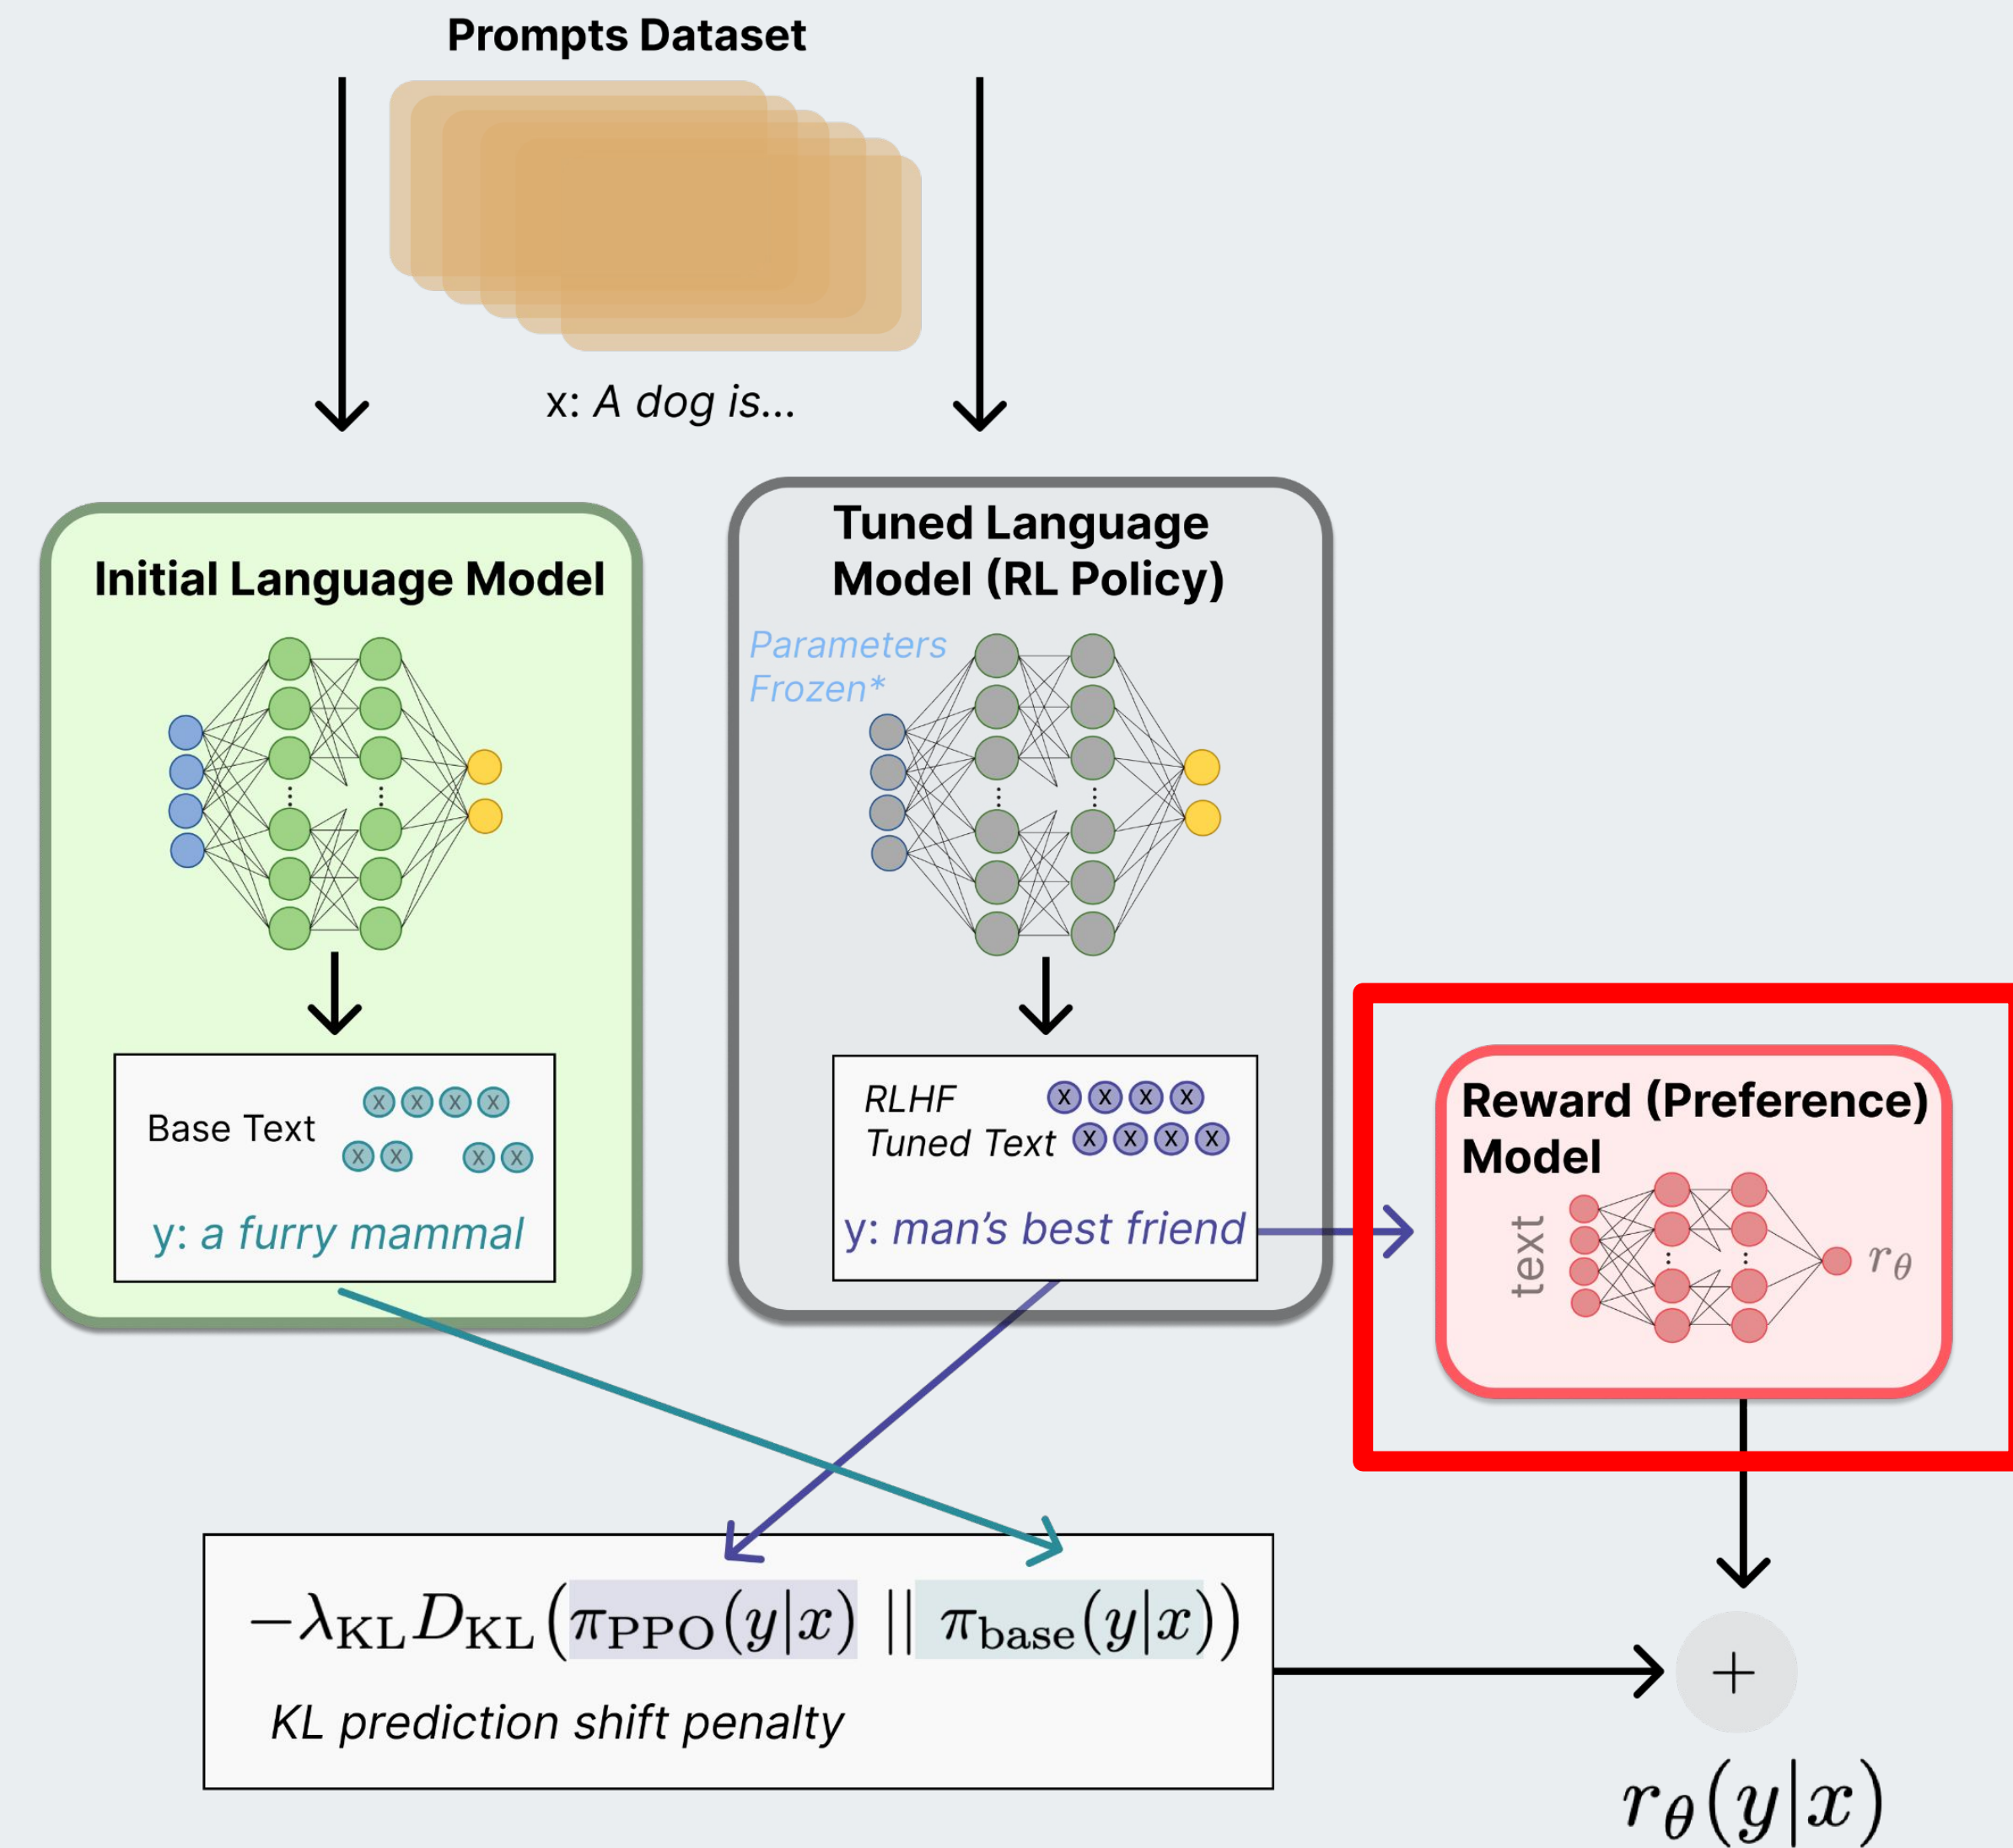 Prompts Dataset
x: A dog is...
Initial Language Model
Tuned Language
Model (RL Policy)
Parameters
Frozen*
Base Text
x x x x
x x x x
y: a furry mammal
RLHF
Tuned Text
x x x x
x x x x
y: man's best friend
Reward (Preference)
Model
text
rθ
−λKL DKL(πPPO(y|x) || πbase(y|x))
KL prediction shift penalty
+
rθ(y|x)